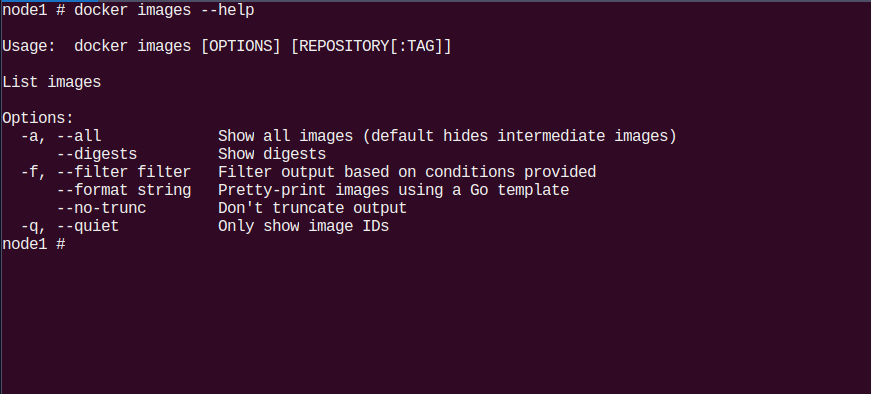 node1 # docker images --help

Usage:  docker images [OPTIONS] [REPOSITORY[:TAG]]

List images

Options:
  -a, --all             Show all images (default hides intermediate images)
      --digests         Show digests
  -f, --filter filter   Filter output based on conditions provided
      --format string   Pretty-print images using a Go template
      --no-trunc        Don't truncate output
  -q, --quiet           Only show image IDs
node1 #